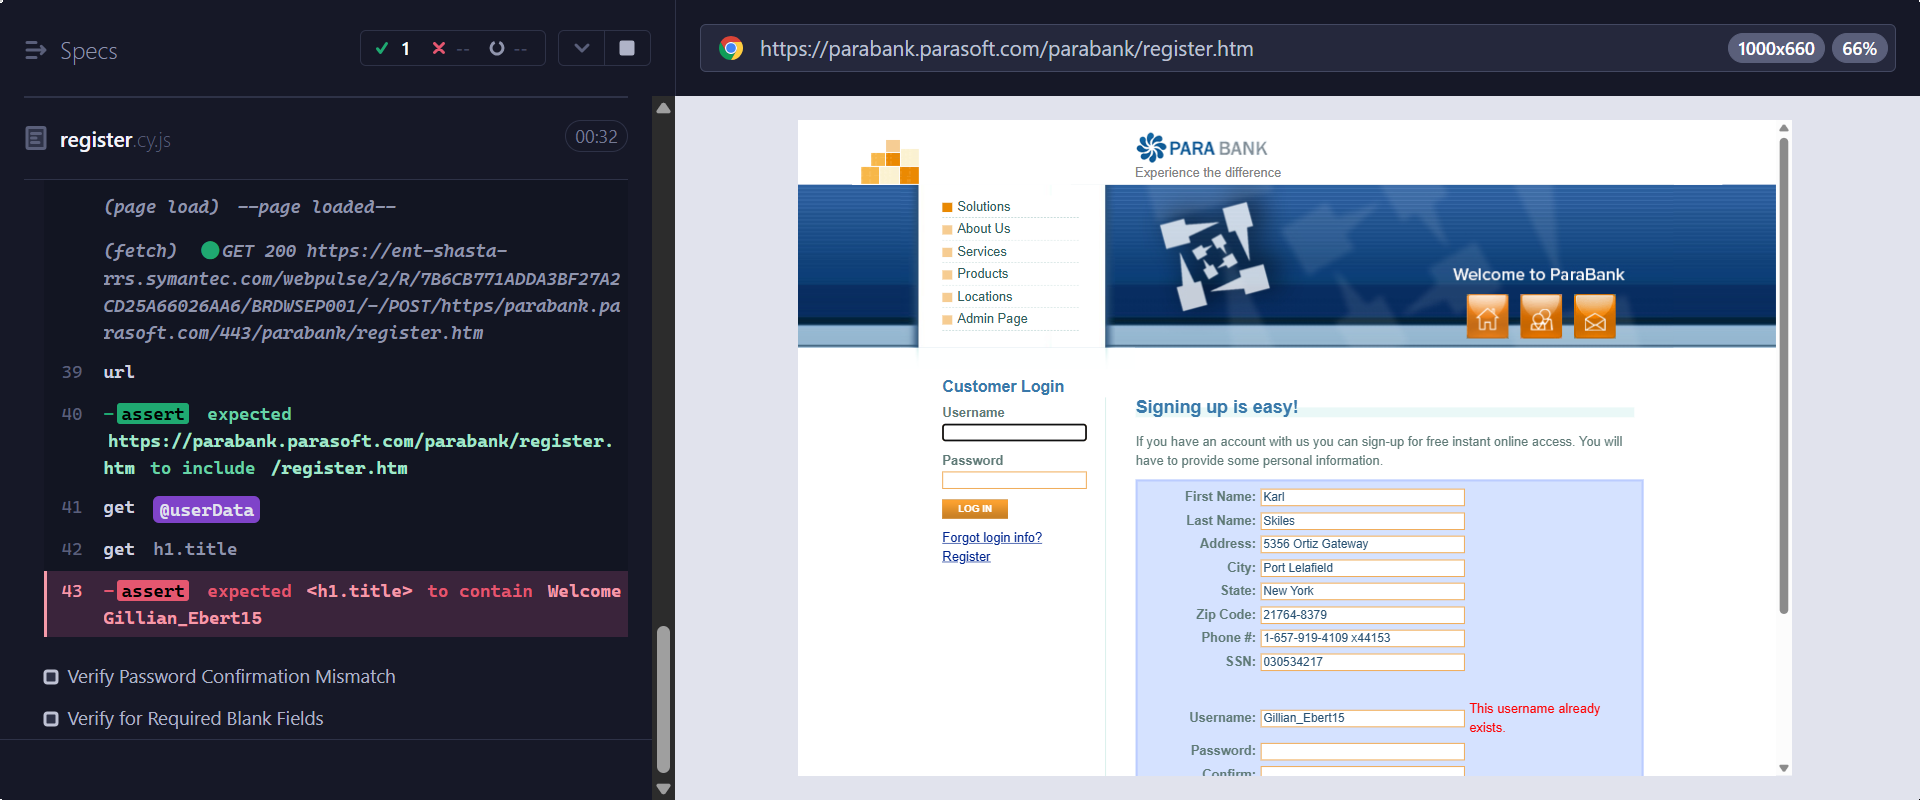 Specs
1
--
--
register.cy.js
00:32
(page load) --page loaded--
(fetch) GET 200 https://ent-shasta-
rrs.symantec.com/webpulse/2/R/7B6CB771ADDA3BF27A2
CD25A66026AA6/BRDWSEP001/-/POST/https/parabank.pa
rasoft.com/443/parabank/register.htm
39 url
40 -assert expected
https://parabank.parasoft.com/parabank/register.
htm to include /register.htm
41 get @userData
42 get h1.title
43 -assert expected <h1.title> to contain Welcome
Gillian_Ebert15
Verify Password Confirmation Mismatch
Verify for Required Blank Fields
https://parabank.parasoft.com/parabank/register.htm
1000x660
66%
PARA BANK
Experience the difference
Solutions
About Us
Services
Products
Locations
Admin Page
Welcome to ParaBank
Customer Login
Username
Password
LOG IN
Forgot login info?
Register
Signing up is easy!
If you have an account with us you can sign-up for free instant online access. You will
have to provide some personal information.
First Name: Karl
Last Name: Skiles
Address: 5356 Ortiz Gateway
City: Port Lelafield
State: New York
Zip Code: 21764-8379
Phone #: 1-657-919-4109 x44153
SSN: 030534217
Username: Gillian_Ebert15 This username already
exists.
Password:
Confirm: